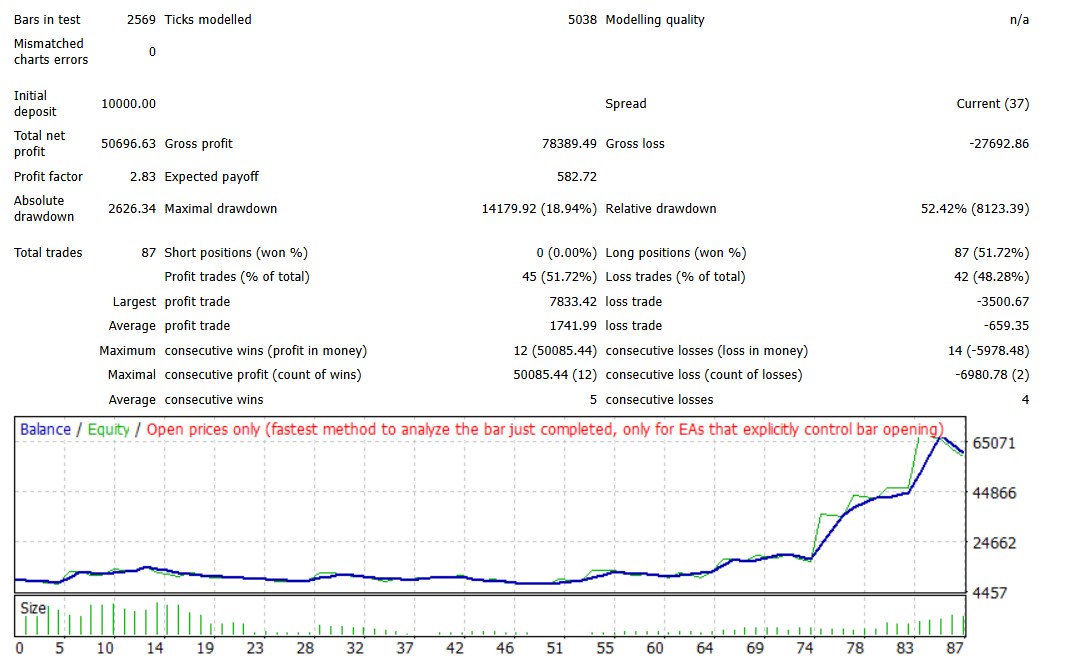 Bars in test 2569 Ticks modelled 5038 Modelling quality n/a
Mismatched
charts errors 0
Initial
deposit 10000.00 Spread Current (37)
Total net
profit 50696.63 Gross profit 78389.49 Gross loss -27692.86
Profit factor 2.83 Expected payoff 582.72
Absolute
drawdown 2626.34 Maximal drawdown 14179.92 (18.94%) Relative drawdown 52.42% (8123.39)
Total trades 87 Short positions (won %) 0 (0.00%) Long positions (won %) 87 (51.72%)
Profit trades (% of total) 45 (51.72%) Loss trades (% of total) 42 (48.28%)
Largest profit trade 7833.42 loss trade -3500.67
Average profit trade 1741.99 loss trade -659.35
Maximum consecutive wins (profit in money) 12 (50085.44) consecutive losses (loss in money) 14 (-5978.48)
Maximal consecutive profit (count of wins) 50085.44 (12) consecutive loss (count of losses) -6980.78 (2)
Average consecutive wins 5 consecutive losses 4
Balance / Equity / Open prices only (fastest method to analyze the bar just completed, only for EAs that explicitly control bar opening)
65071
44866
24662
4457
Size
0 5 10 14 19 23 28 32 37 42 46 51 55 60 64 69 74 78 83 87